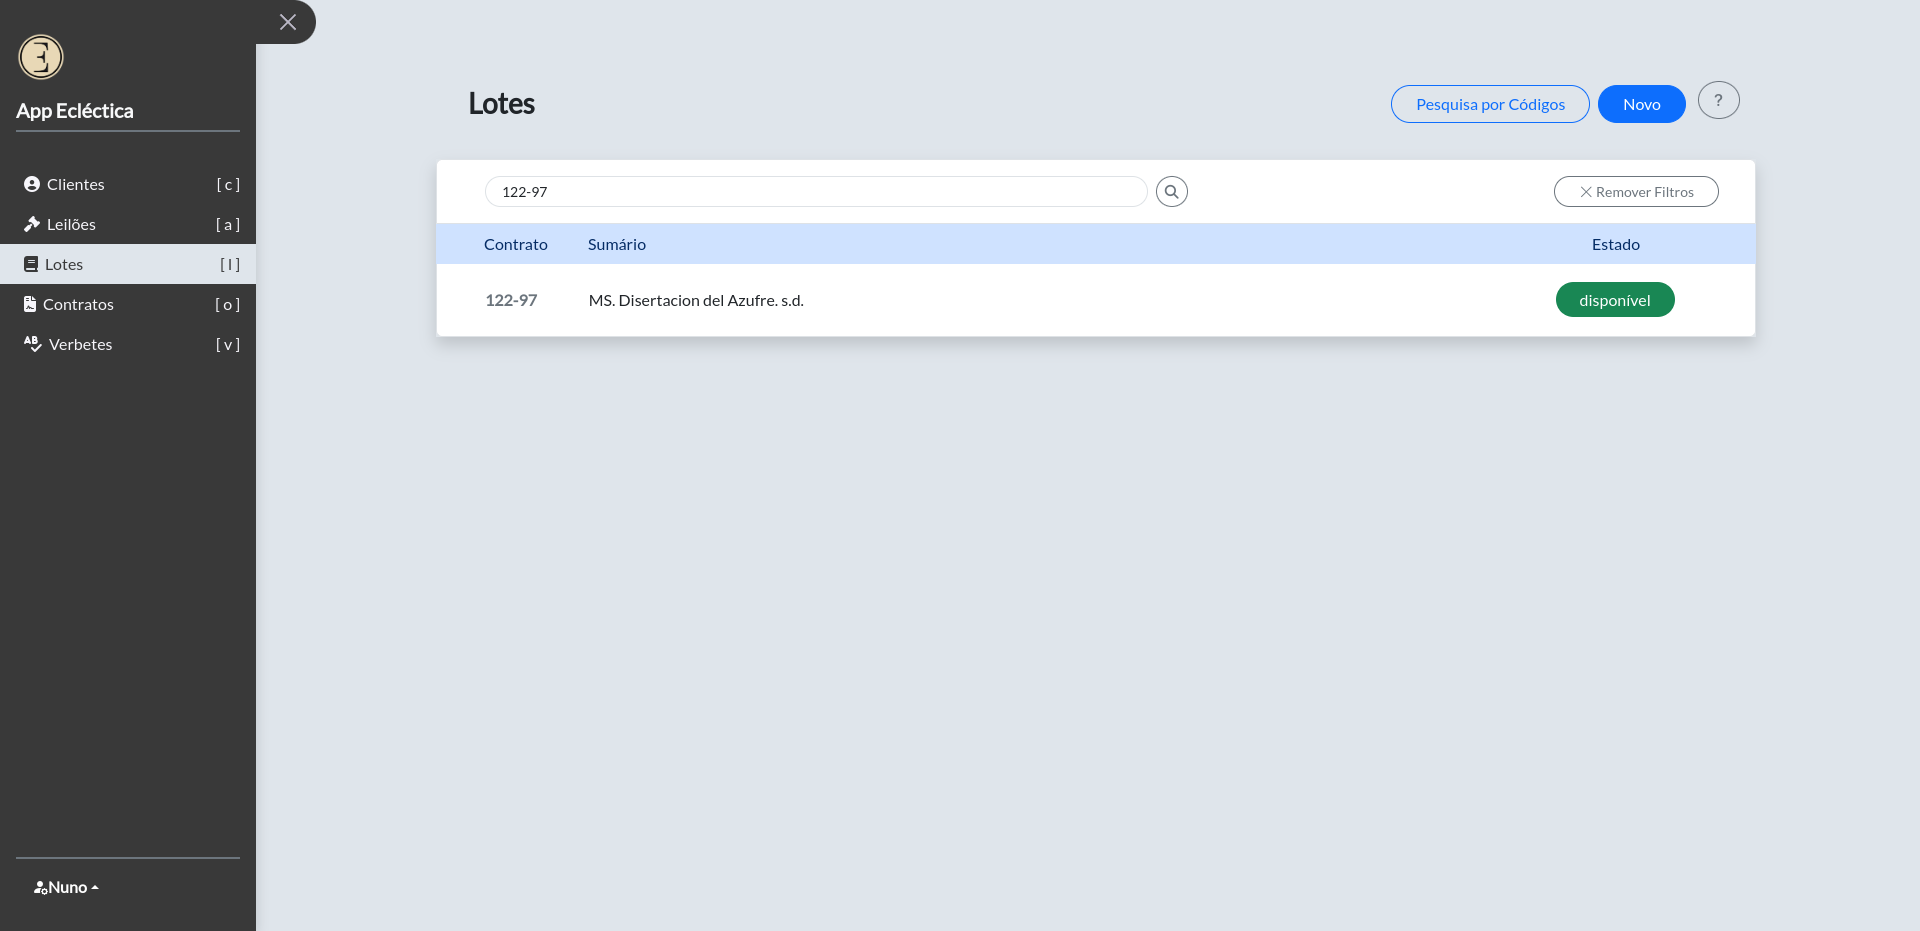 App Ecléctica
Clientes [ c ]
Leilões [ a ]
Lotes [ l ]
Contratos [ o ]
Verbetes [ v ]
Nuno
Lotes
Pesquisa por Códigos Novo ?
122-97 Remover Filtros
Contrato Sumário Estado
122-97 MS. Disertacion del Azufre. s.d. disponível